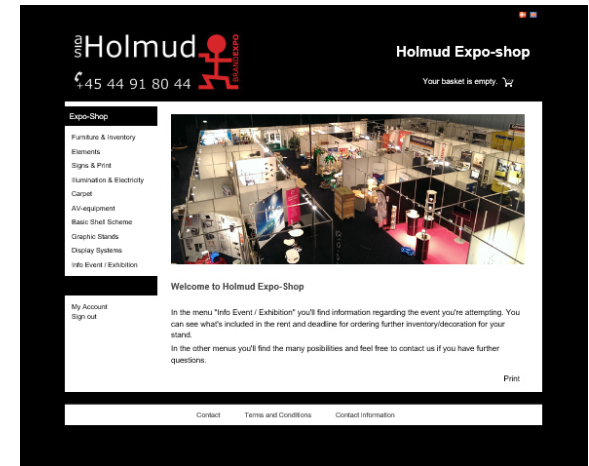 a/s Holmud
BRANDEXPO
+45 44 91 80 44
Holmud Expo-shop
Your basket is empty.
Expo-Shop
Furniture & Inventory
Elements
Signs & Print
Illumination & Electricity
Carpet
AV-equipment
Basic Shell Scheme
Graphic Stands
Display Systems
Info Event / Exhibition
My Account
Sign out
Welcome to Holmud Expo-Shop
In the menu "Info Event / Exhibition" you'll find information regarding the event you're attempting. You
can see what's included in the rent and deadline for ordering further inventory/decoration for your
stand.
In the other menus you'll find the many posibilities and feel free to contact us if you have further
questions.
Print
Contact
Terms and Conditions
Contact information